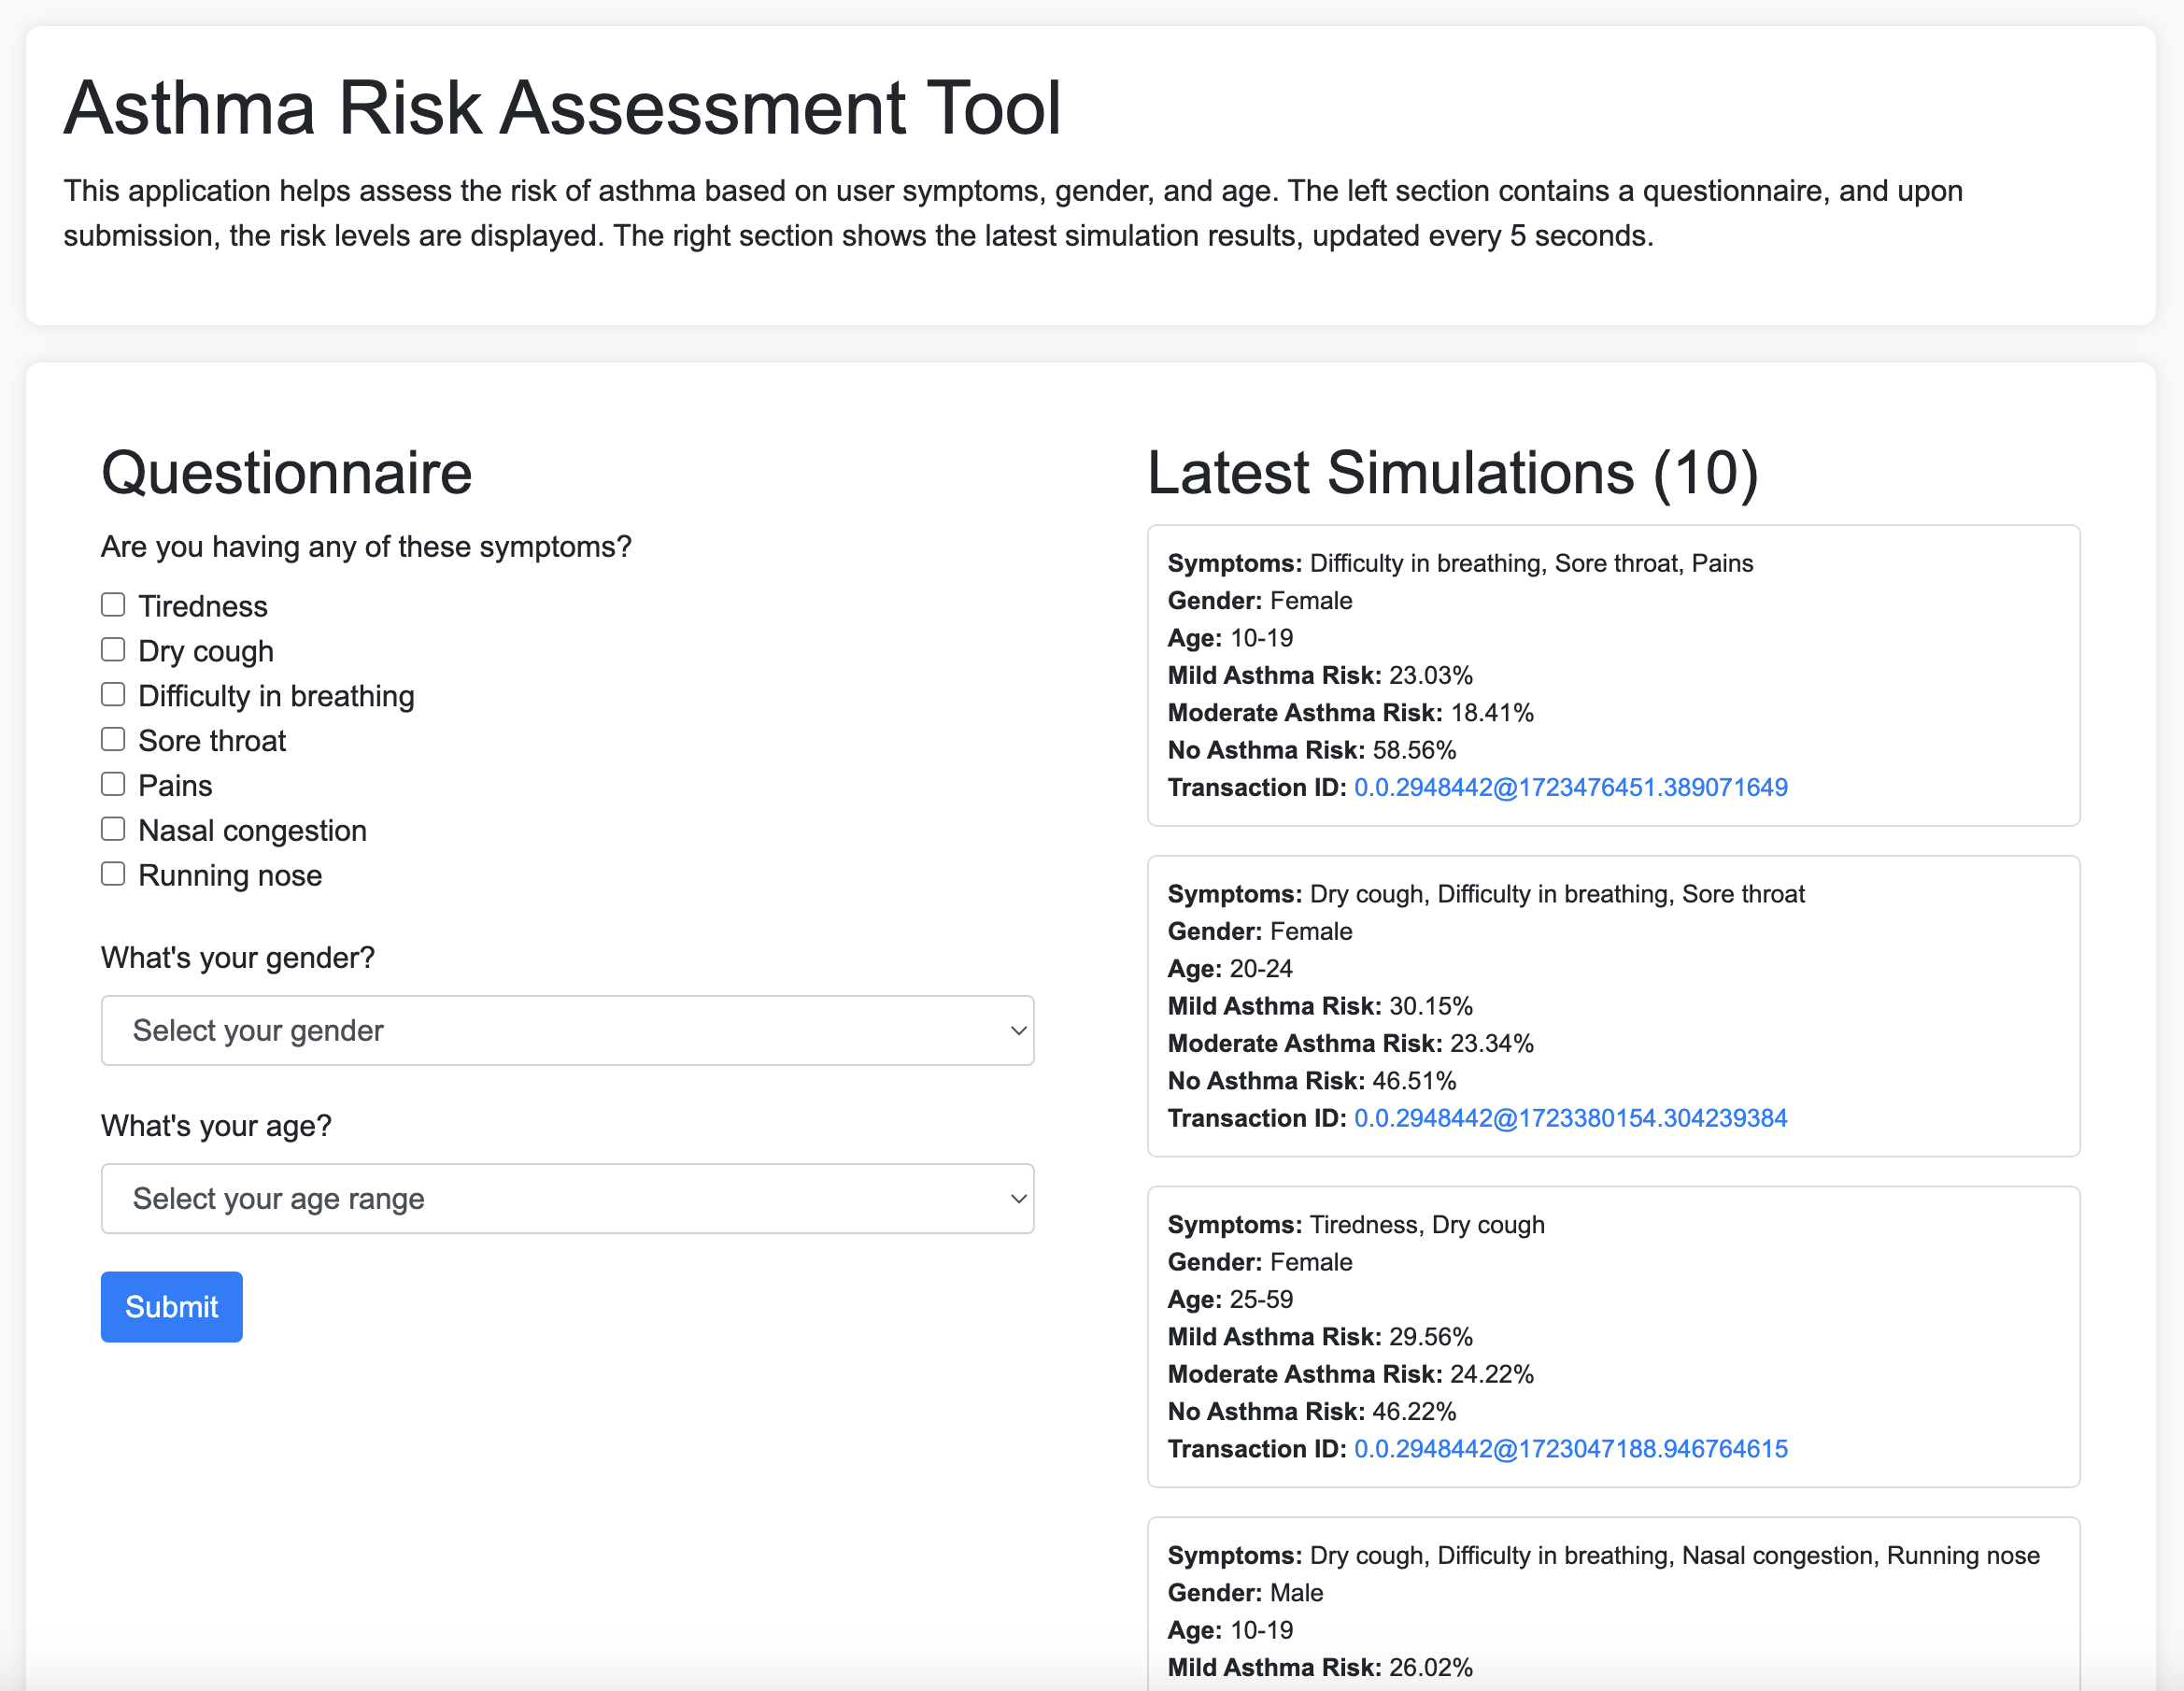 Asthma Risk Assessment Tool
This application helps assess the risk of asthma based on user symptoms, gender, and age. The left section contains a questionnaire, and upon
submission, the risk levels are displayed. The right section shows the latest simulation results, updated every 5 seconds.
Questionnaire
Are you having any of these symptoms?
Tiredness
Dry cough
Difficulty in breathing
Sore throat
Pains
Nasal congestion
Running nose
What's your gender?
Select your gender
What's your age?
Select your age range
Submit
Latest Simulations (10)
Symptoms: Difficulty in breathing, Sore throat, Pains
Gender: Female
Age: 10-19
Mild Asthma Risk: 23.03%
Moderate Asthma Risk: 18.41%
No Asthma Risk: 58.56%
Transaction ID: 0.0.2948442@1723476451.389071649
Symptoms: Dry cough, Difficulty in breathing, Sore throat
Gender: Female
Age: 20-24
Mild Asthma Risk: 30.15%
Moderate Asthma Risk: 23.34%
No Asthma Risk: 46.51%
Transaction ID: 0.0.2948442@1723380154.304239384
Symptoms: Tiredness, Dry cough
Gender: Female
Age: 25-59
Mild Asthma Risk: 29.56%
Moderate Asthma Risk: 24.22%
No Asthma Risk: 46.22%
Transaction ID: 0.0.2948442@1723047188.946764615
Symptoms: Dry cough, Difficulty in breathing, Nasal congestion, Running nose
Gender: Male
Age: 10-19
Mild Asthma Risk: 26.02%